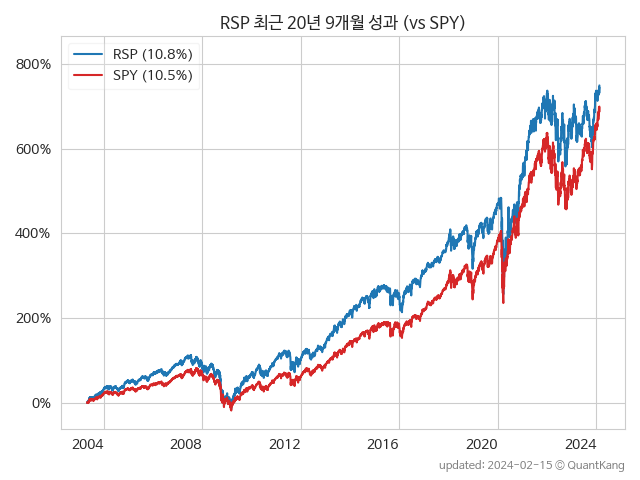 RSP 최근 20년 9개월 성과 (vs SPY)
RSP (10.8%)
SPY (10.5%)
800%
600%
400%
200%
0%
2004 2008 2012 2016 2020 2024
updated: 2024-02-15 © QuantKang